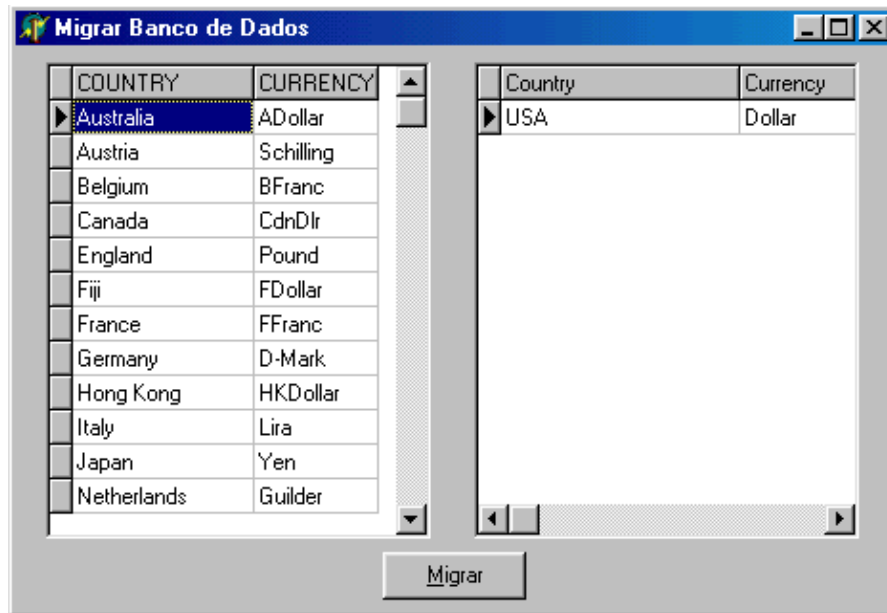 Migrar Banco de Dados
COUNTRY CURRENCY
Australia ADollar
Austria Schilling
Belgium BFranc
Canada CdnDlr
England Pound
Fiji FDollar
France FFranc
Germany D-Mark
Hong Kong HKDollar
Italy Lira
Japan Yen
Netherlands Guilder
Country Currency
USA Dollar
Migrar